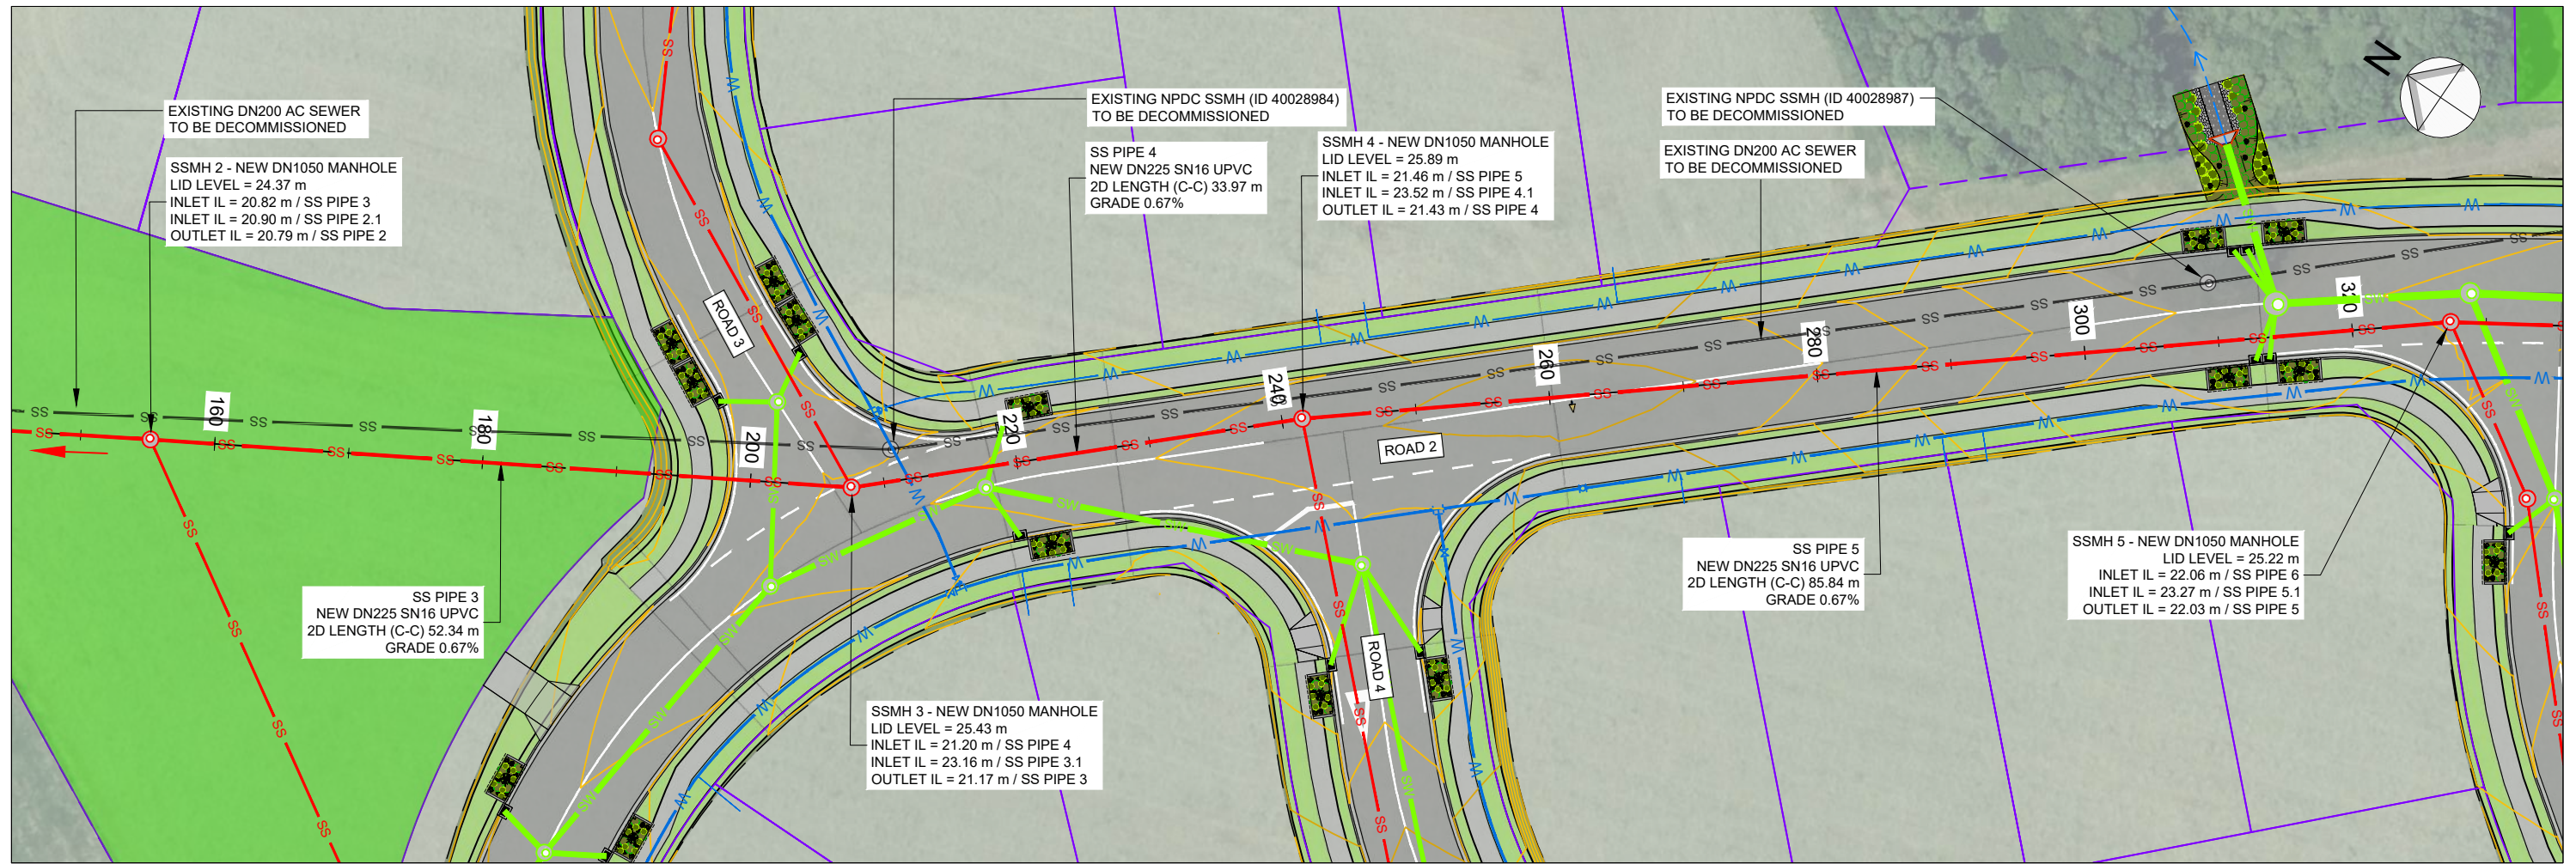 EXISTING DN200 AC SEWER
TO BE DECOMMISSIONED
SSMH 2 - NEW DN1050 MANHOLE
LID LEVEL = 24.37 m
INLET IL = 20.82 m / SS PIPE 3
INLET IL = 20.90 m / SS PIPE 2.1
OUTLET IL = 20.79 m / SS PIPE 2
EXISTING NPDC SSMH (ID 40028984)
TO BE DECOMMISSIONED
SS PIPE 4
NEW DN225 SN16 UPVC
2D LENGTH (C-C) 33.97 m
GRADE 0.67%
SSMH 4 - NEW DN1050 MANHOLE
LID LEVEL = 25.89 m
INLET IL = 21.46 m / SS PIPE 5
INLET IL = 23.52 m / SS PIPE 4.1
OUTLET IL = 21.43 m / SS PIPE 4
EXISTING NPDC SSMH (ID 40028987)
TO BE DECOMMISSIONED
EXISTING DN200 AC SEWER
TO BE DECOMMISSIONED
N
ROAD 3
ROAD 2
ROAD 4
160
180
200
220
240
260
280
300
320
SS PIPE 3
NEW DN225 SN16 UPVC
2D LENGTH (C-C) 52.34 m
GRADE 0.67%
SSMH 3 - NEW DN1050 MANHOLE
LID LEVEL = 25.43 m
INLET IL = 21.20 m / SS PIPE 4
INLET IL = 23.16 m / SS PIPE 3.1
OUTLET IL = 21.17 m / SS PIPE 3
SS PIPE 5
NEW DN225 SN16 UPVC
2D LENGTH (C-C) 85.84 m
GRADE 0.67%
SSMH 5 - NEW DN1050 MANHOLE
LID LEVEL = 25.22 m
INLET IL = 22.06 m / SS PIPE 6
INLET IL = 23.27 m / SS PIPE 5.1
OUTLET IL = 22.03 m / SS PIPE 5
SS
SW
W